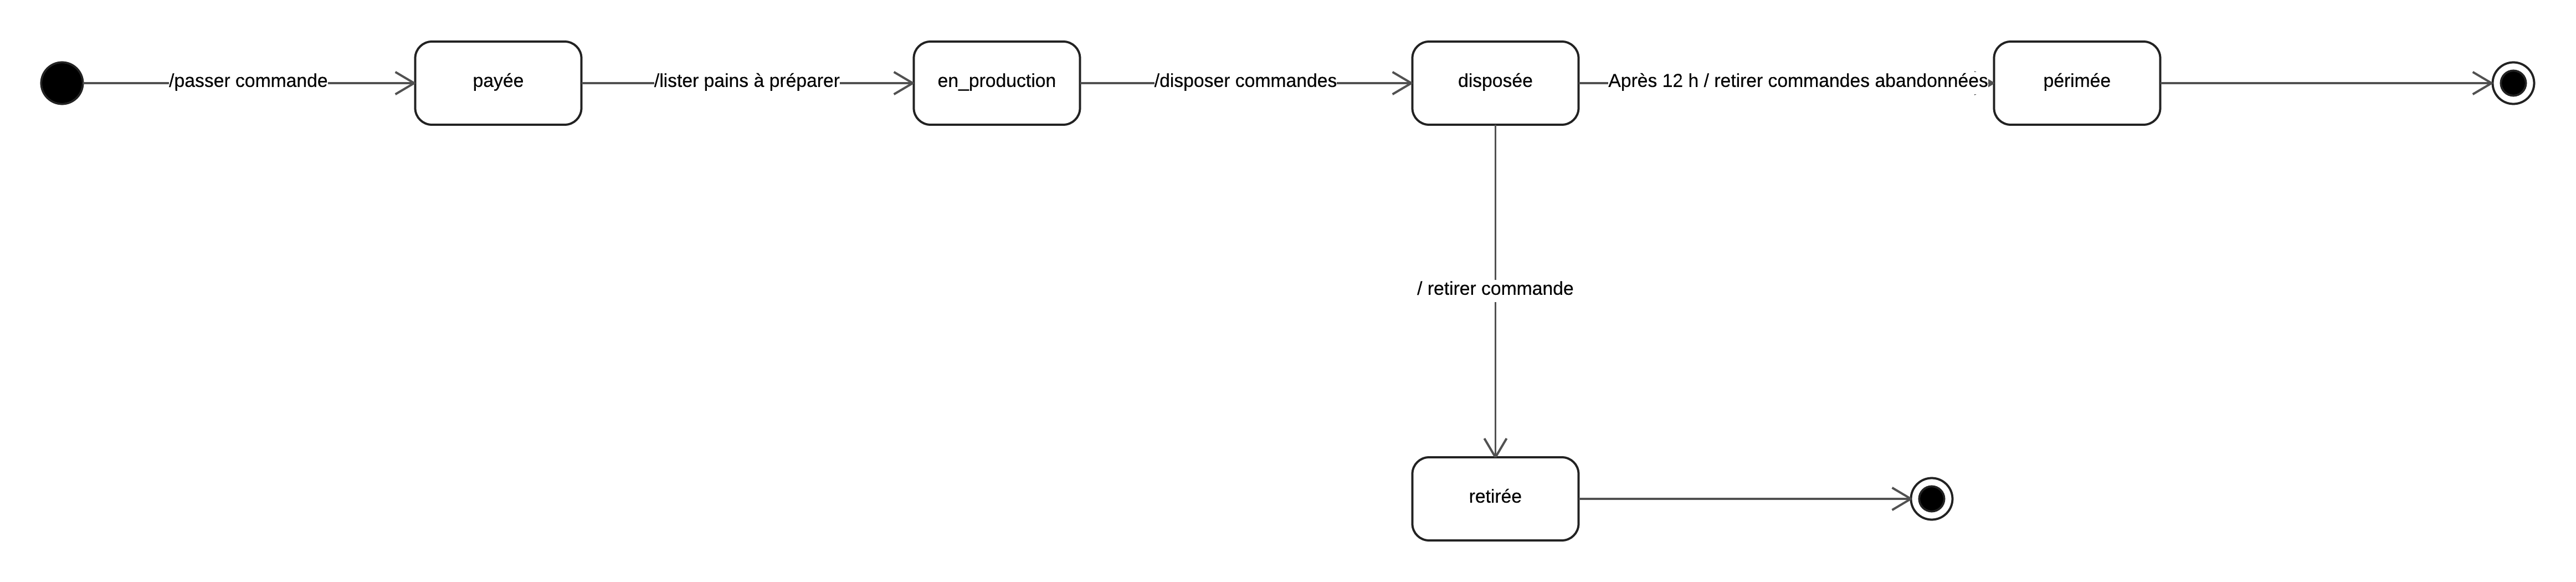 /passer commande
payée
/lister pains à préparer
en_production
/disposer commandes
disposée
Après 12 h / retirer commandes abandonnées
périmée
/ retirer commande
retirée